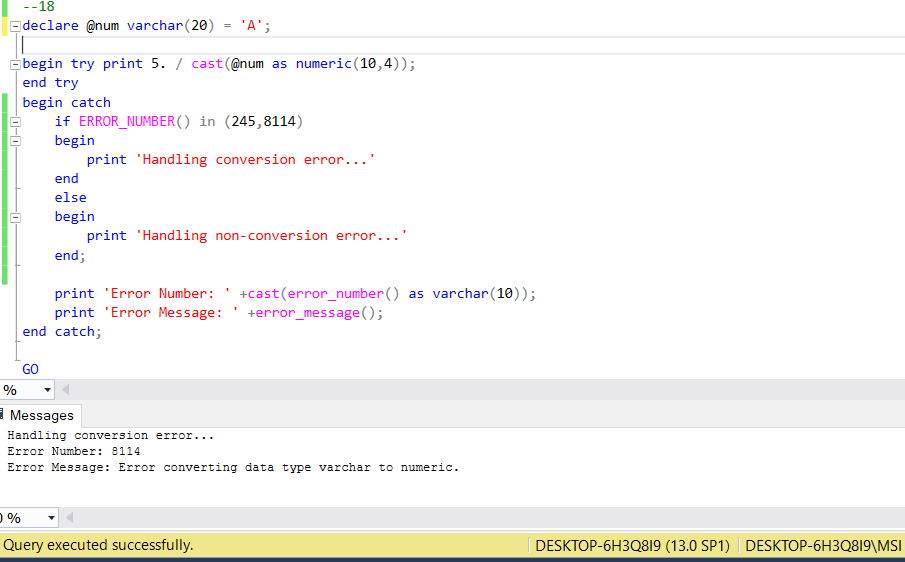 --18
declare @num varchar(20) = 'A';
begin try print 5. / cast(@num as numeric(10,4));
end try
begin catch
if ERROR_NUMBER() in (245,8114)
begin
print 'Handling conversion error...'
end
else
begin
print 'Handling non-conversion error...'
end;
print 'Error Number: ' +cast(error_number() as varchar(10));
print 'Error Message: ' +error_message();
end catch;
GO
%
Messages
Handling conversion error...
Error Number: 8114
Error Message: Error converting data type varchar to numeric.
0 %
Query executed successfully.
DESKTOP-6H3Q8I9 (13.0 SP1)
DESKTOP-6H3Q8I9\MSI